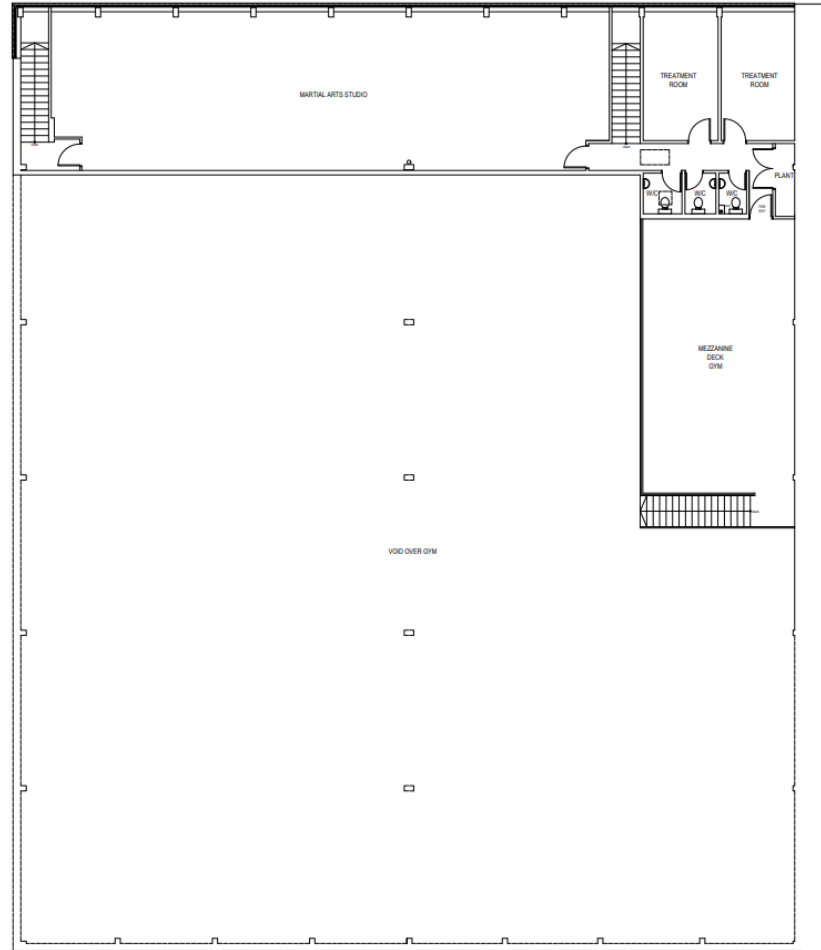 TREATMENT
ROOM
TREATMENT
ROOM
MARTIAL ARTS STUDIO
PLANT
W/C
W/C
W/C
MEZZANINE
DECK
GYM
VOID OVER GYM